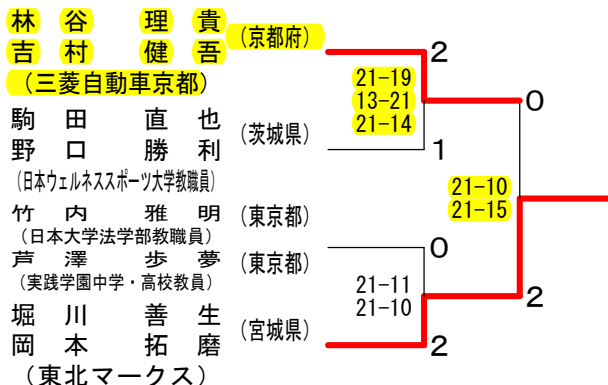 林 谷 理 貴
吉 村 健 吾
(京都府)
(三菱自動車京都)
2
21-19
13-21
21-14
0
駒 田 直 也
野 口 勝 利
(茨城県)
1
(日本ウェルネススポーツ大学教職員)
21-10
21-15
竹 内 雅 明
(東京都)
(日本大学法学部教職員)
0
芦 澤 歩 夢
(東京都)
(実践学園中学・高校教員)
21-11
21-10
2
堀 川 善 生
岡 本 拓 磨
(宮城県)
2
(東北マークス)